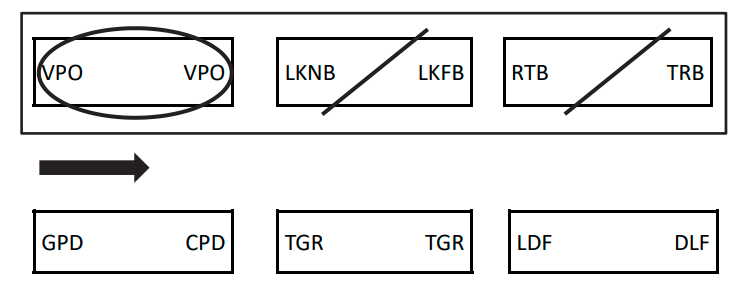 VPO VPO LKNB LKFB RTB TRB
GPD CPD TGR TGR LDF DLF